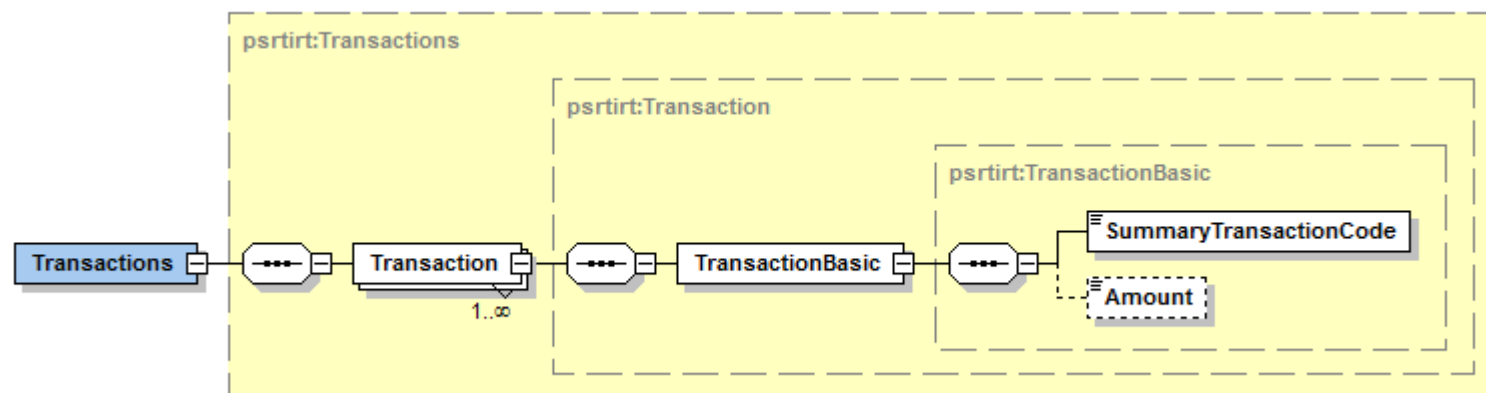 psrtirt:Transactions
psrtirt:Transaction
psrtirt:TransactionBasic
SummaryTransactionCode
Transactions
Transaction
TransactionBasic
Amount
1..∞